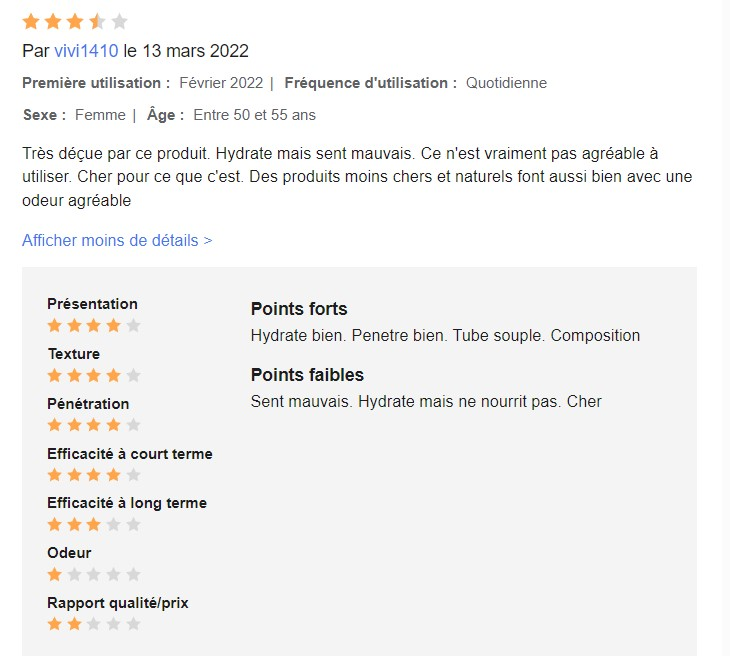 Par vivi1410 le 13 mars 2022
Première utilisation : Février 2022 | Fréquence d'utilisation : Quotidienne
Sexe : Femme | Âge : Entre 50 et 55 ans
Très déçue par ce produit. Hydrate mais sent mauvais. Ce n'est vraiment pas agréable à
utiliser. Cher pour ce que c'est. Des produits moins chers et naturels font aussi bien avec une
odeur agréable
Afficher moins de détails >
Présentation
Texture
Pénétration
Efficacité à court terme
Efficacité à long terme
Odeur
Rapport qualité/prix
Points forts
Hydrate bien. Penetre bien. Tube souple. Composition
Points faibles
Sent mauvais. Hydrate mais ne nourrit pas. Cher